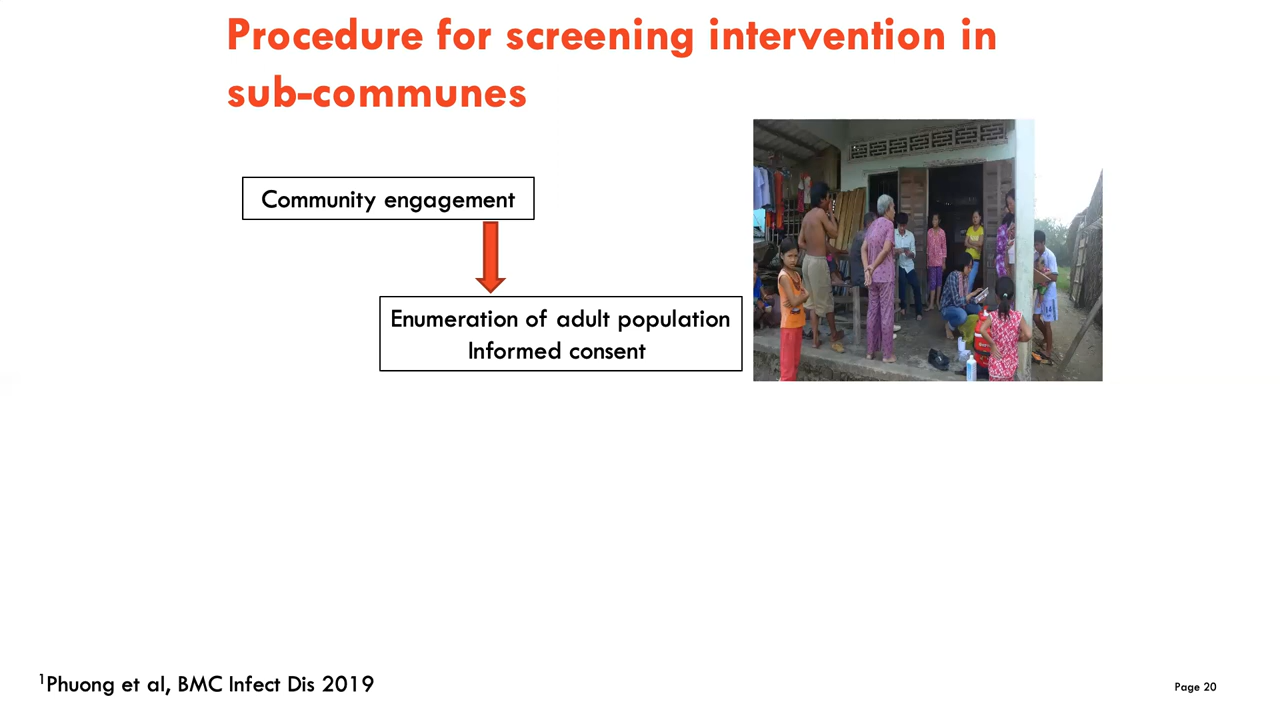 Procedure for screening intervention in
sub-communes
Community engagement
Enumeration of adult population
Informed consent
¹Phuong et al, BMC Infect Dis 2019
Page 20